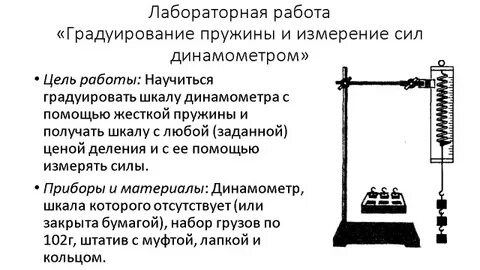 Лабораторная работа
«Градуирование пружины и измерение сил
динамометром»
• Цель работы: Научиться
градуировать шкалу динамометра с
помощью жесткой пружины и
получать шкалу с любой (заданной)
ценой деления и с ее помощью
измерять силы.
• Приборы и материалы: Динамометр,
шкала которого отсутствует (или
закрыта бумагой), набор грузов по
102г, штатив с муфтой, лапкой и
кольцом.